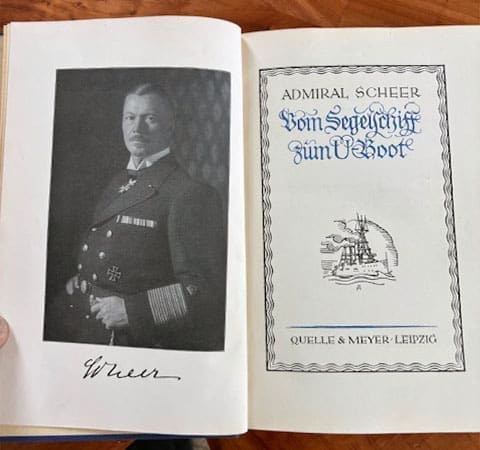 Scheer
ADMIRAL SCHEER
Vom Segelschiff
zum U-Boot
QUELLE & MEYER · LEIPZIG